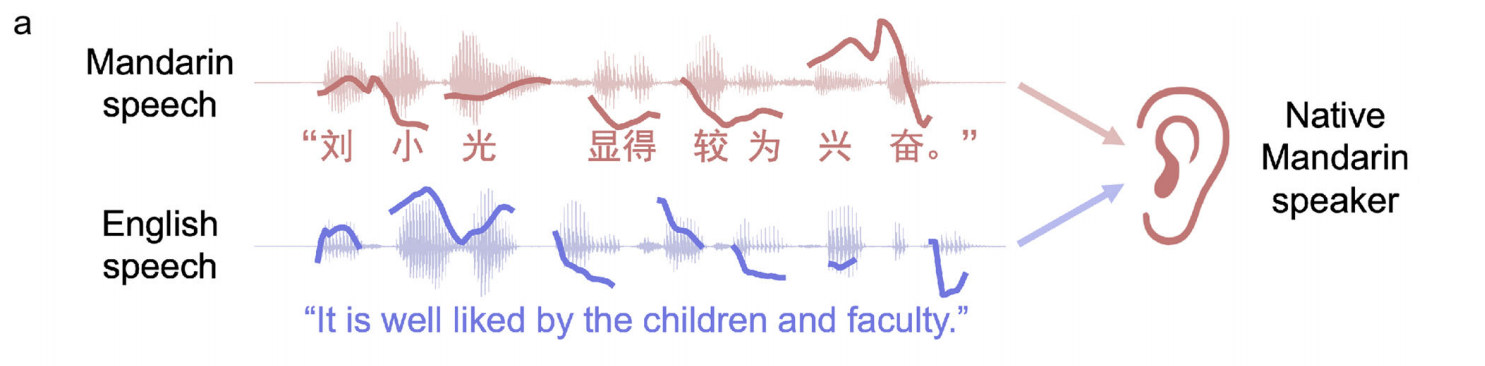 a
Mandarin
speech
“刘 小 光 显得 较 为 兴 奋。”
English
speech
“It is well liked by the children and faculty.”
Native
Mandarin
speaker